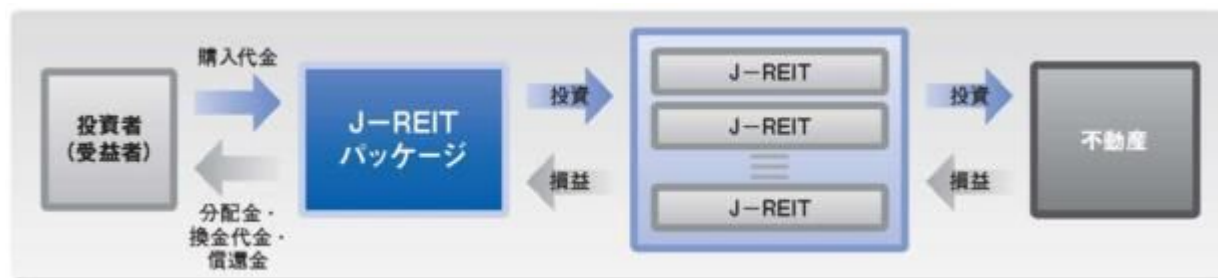 購入代金
投資者
(受益者)
分配金・
換金代金・
償還金
J-REIT
パッケージ
投資
損益
J-REIT
J-REIT
J-REIT
投資
損益
不動産